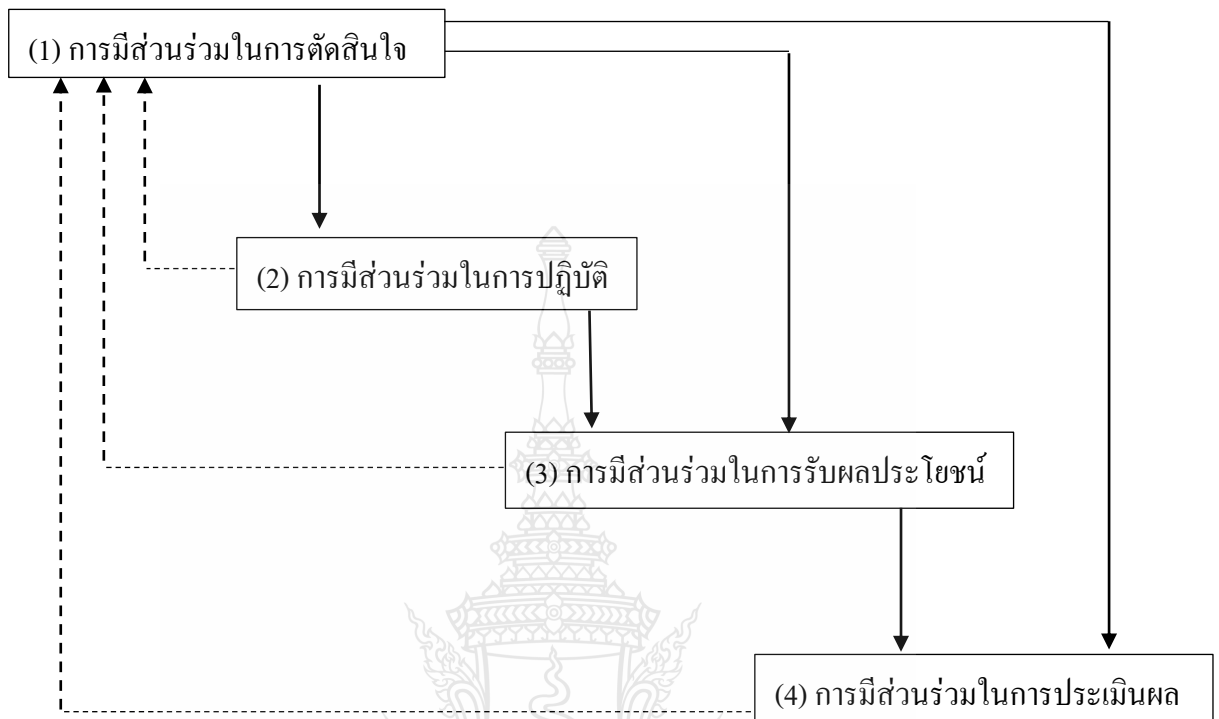 (1) การมีส่วนร่วมในการตัดสินใจ
(2) การมีส่วนร่วมในการปฏิบัติ
(3) การมีส่วนร่วมในการรับผลประโยชน์
(4) การมีส่วนร่วมในการประเมินผล